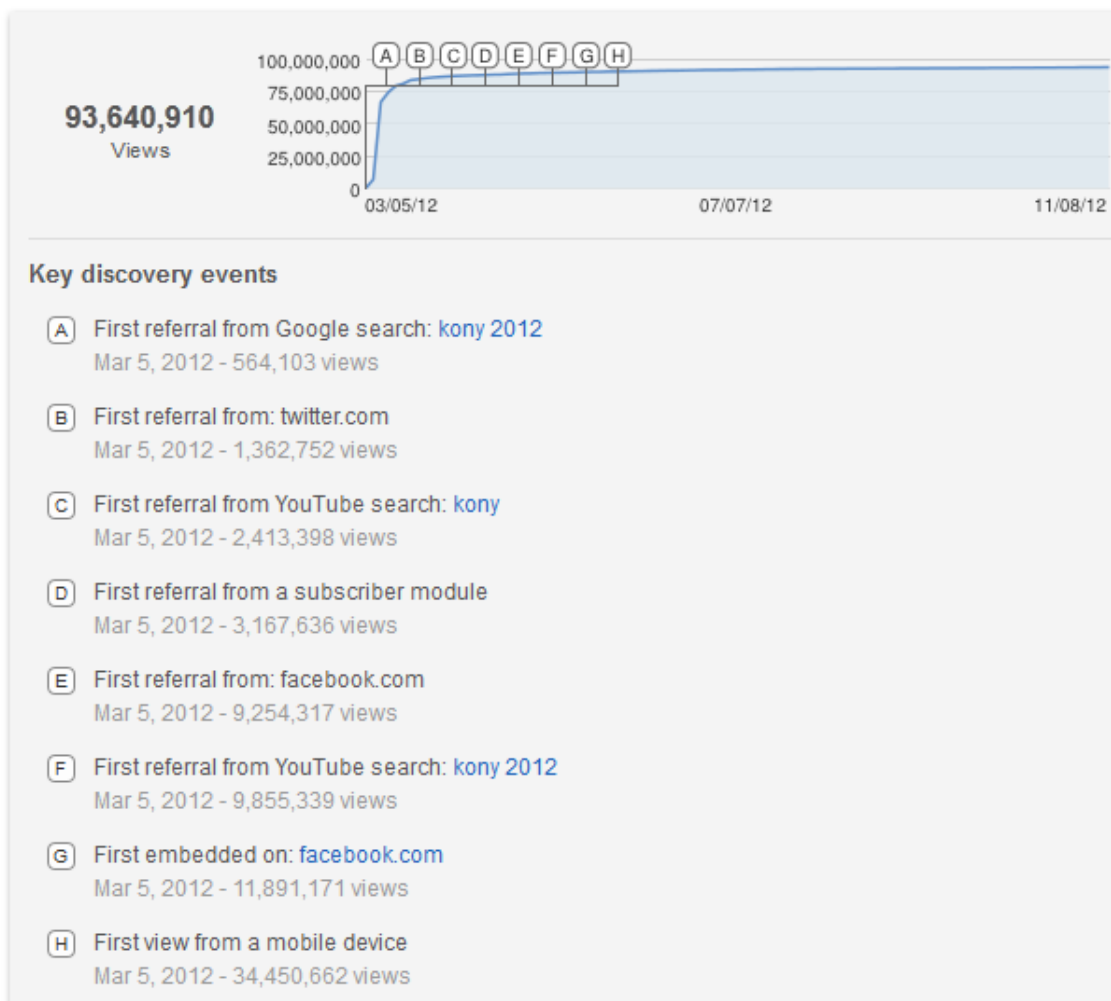 100,000,000
A B C D E F G H
75,000,000
93,640,910
50,000,000
Views
25,000,000
0
03/05/12 07/07/12 11/08/12
Key discovery events
A First referral from Google search: kony 2012
Mar 5, 2012 - 564,103 views
B First referral from: twitter.com
Mar 5, 2012 - 1,362,752 views
C First referral from YouTube search: kony
Mar 5, 2012 - 2,413,398 views
D First referral from a subscriber module
Mar 5, 2012 - 3,167,636 views
E First referral from: facebook.com
Mar 5, 2012 - 9,254,317 views
F First referral from YouTube search: kony 2012
Mar 5, 2012 - 9,855,339 views
G First embedded on: facebook.com
Mar 5, 2012 - 11,891,171 views
H First view from a mobile device
Mar 5, 2012 - 34,450,662 views